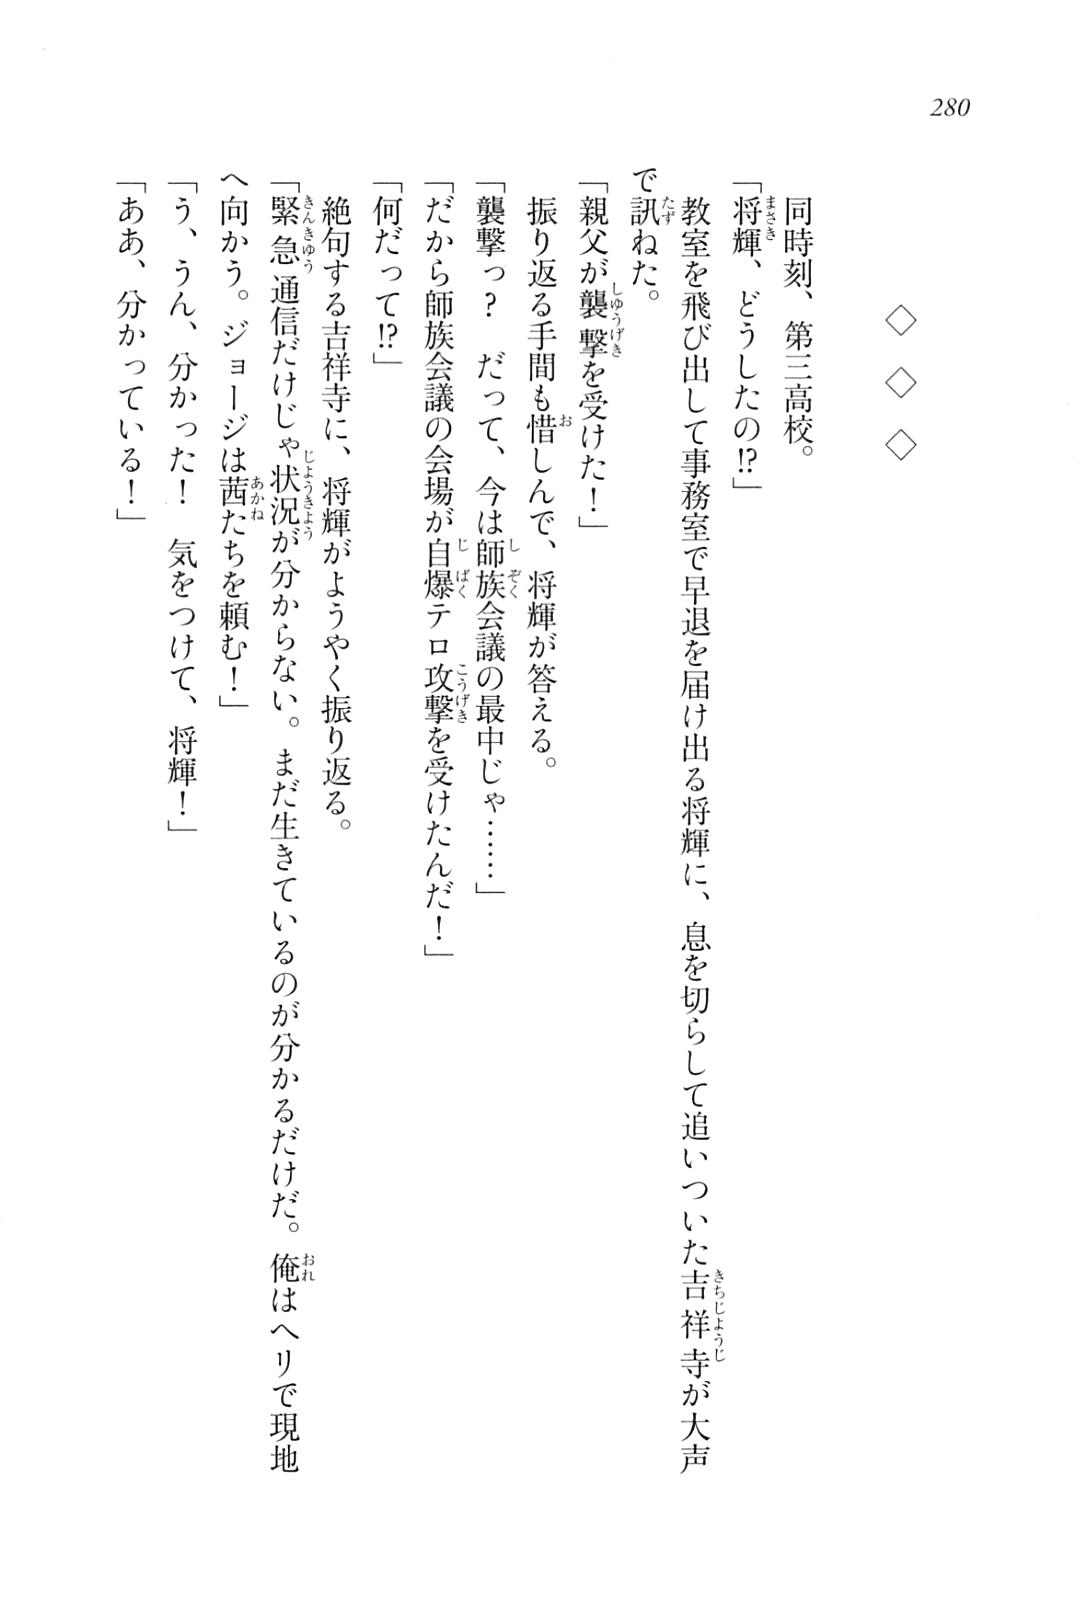 280
◇ ◇ ◇
同時刻、第三高校。
「将輝、どうしたの!?」
教室を飛び出して事務室で早退を届け出る将輝に、息を切らして追いついた吉祥寺が大声
で訊ねた。
「親父が襲撃を受けた！」
振り返る手間も惜しんで、将輝が答える。
「襲撃っ？　だって、今は師族会議の最中じゃ……」
「だから師族会議の会場が自爆テロ攻撃を受けたんだ！」
「何だって!?」
絶句する吉祥寺に、将輝がようやく振り返る。
「緊急通信だけじゃ状況が分からない。まだ生きているのが分かるだけだ。俺はヘリで現地
へ向かう。ジョージは茜たちを頼む！」
「う、うん、分かった！　気をつけて、将輝！」
「ああ、分かっている！」